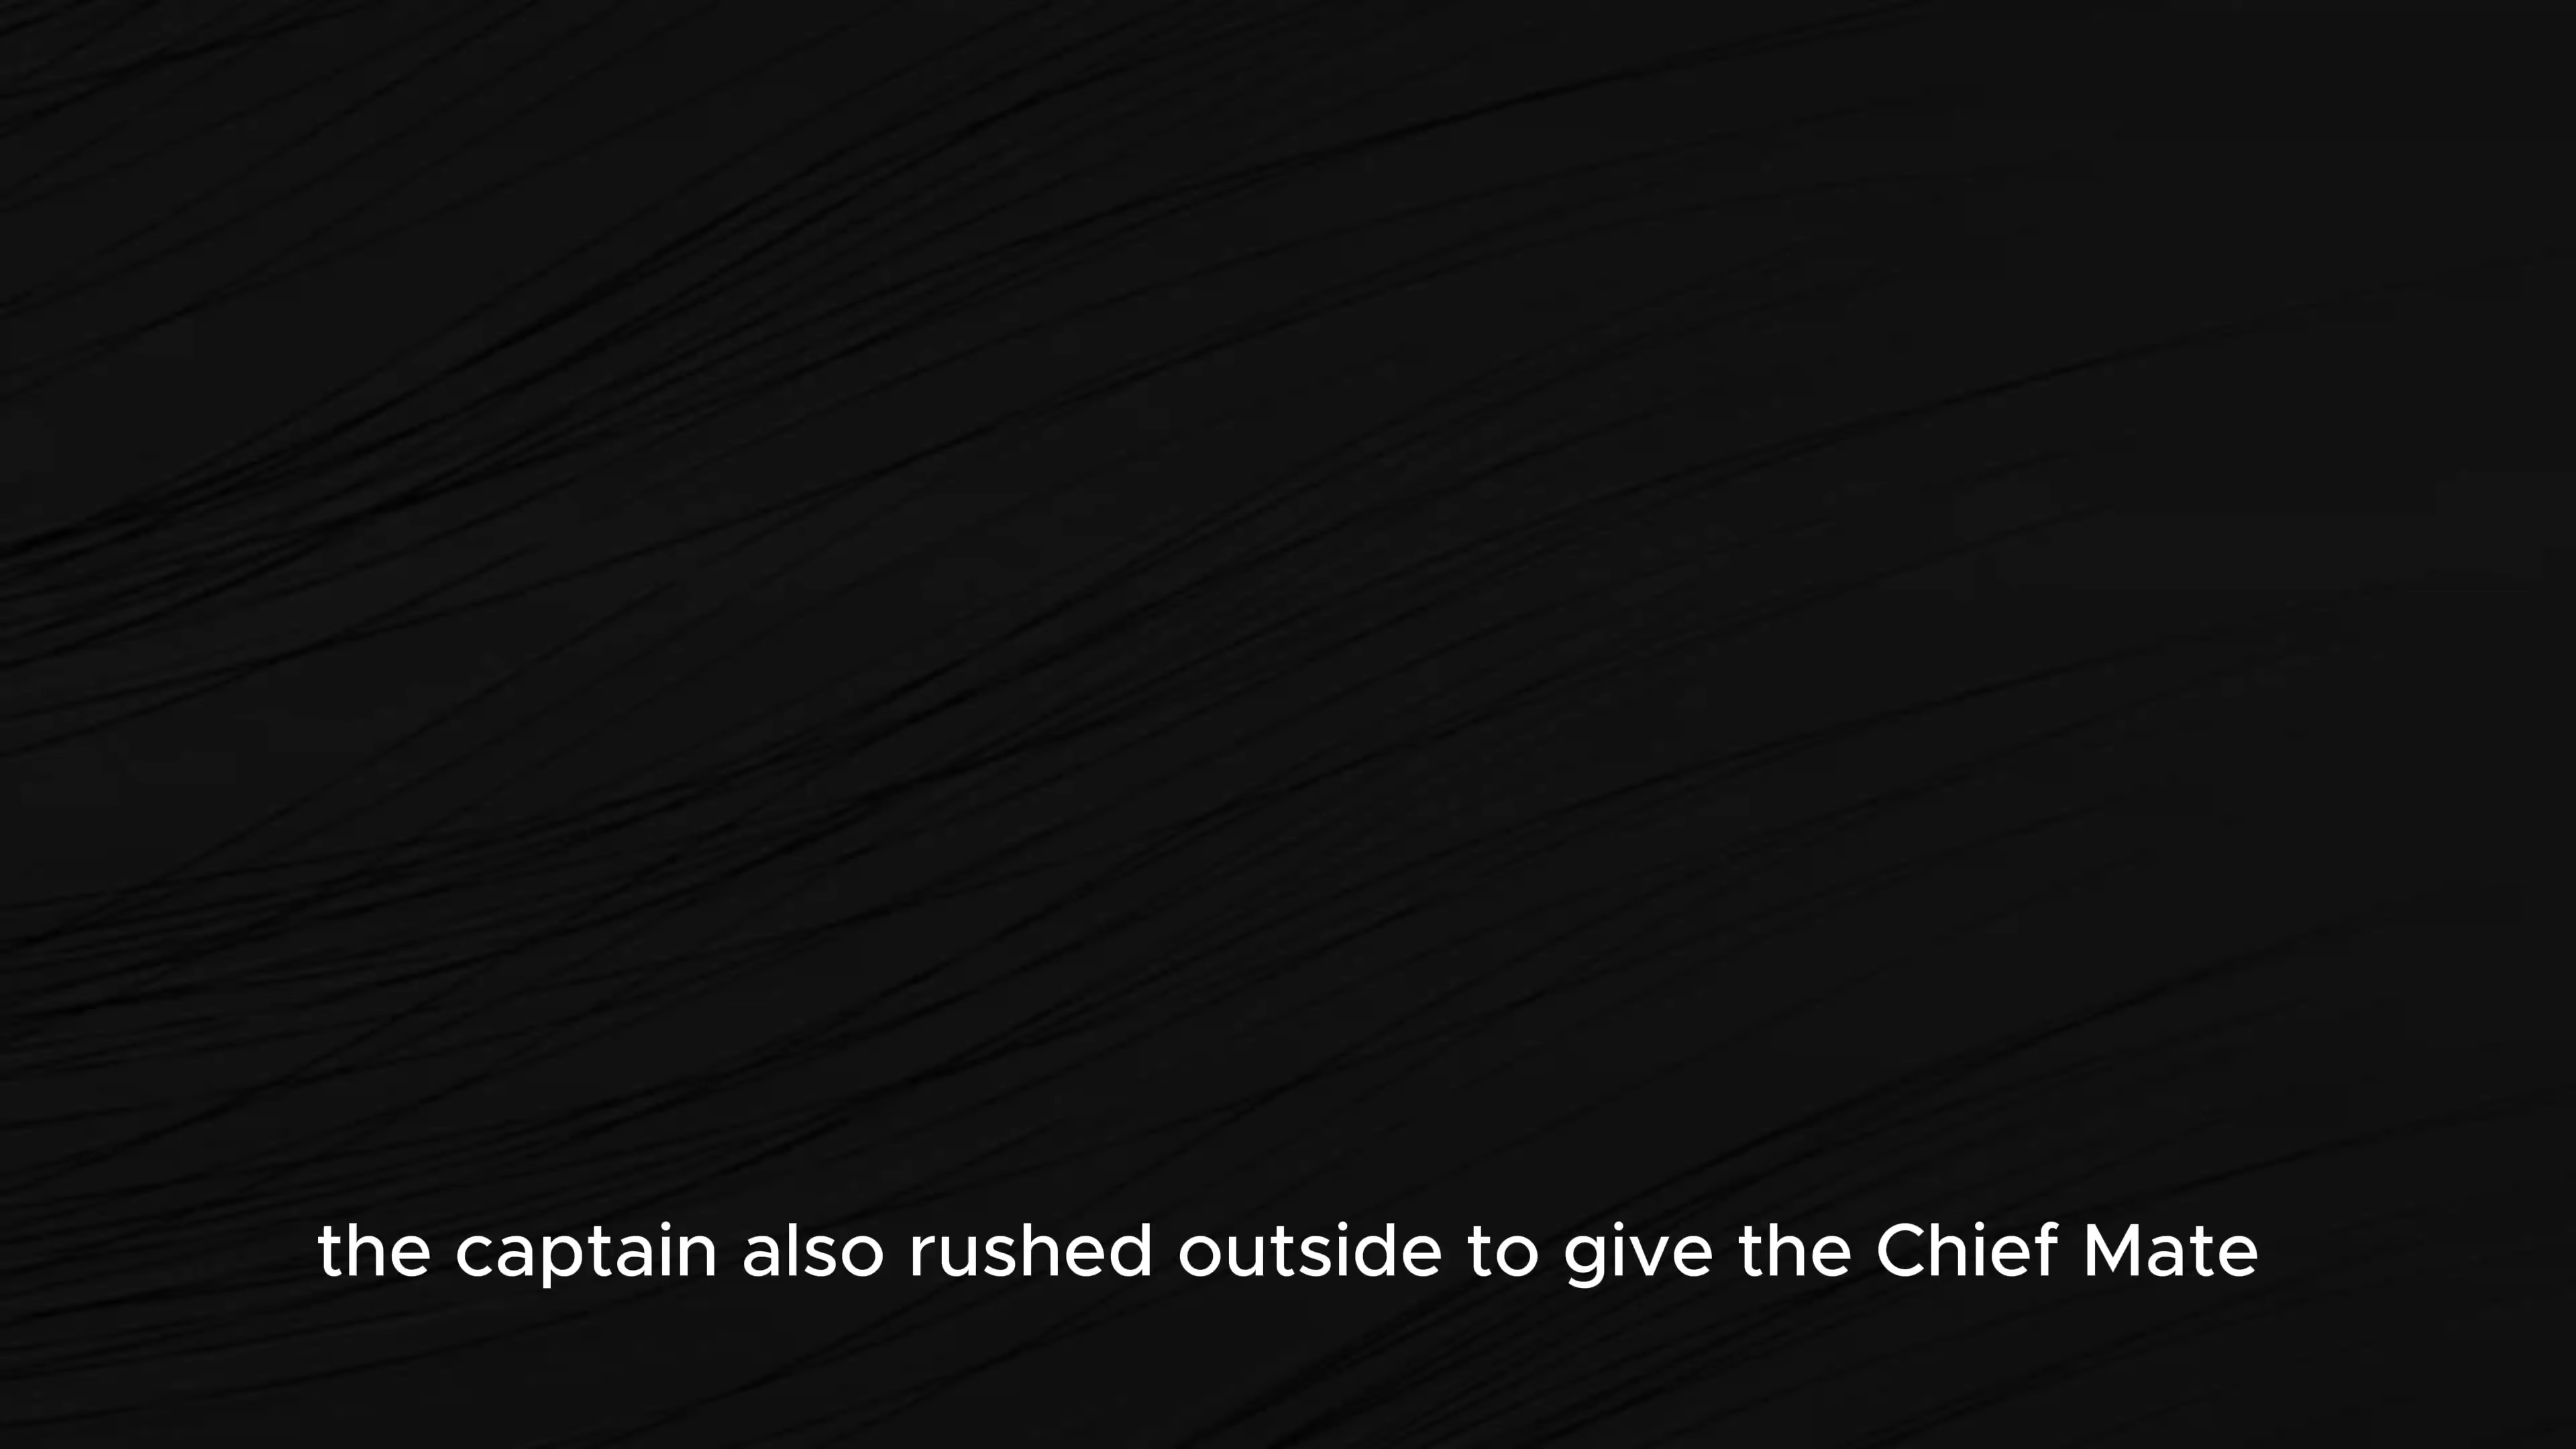 the captain also rushed outside to give the Chief Mate